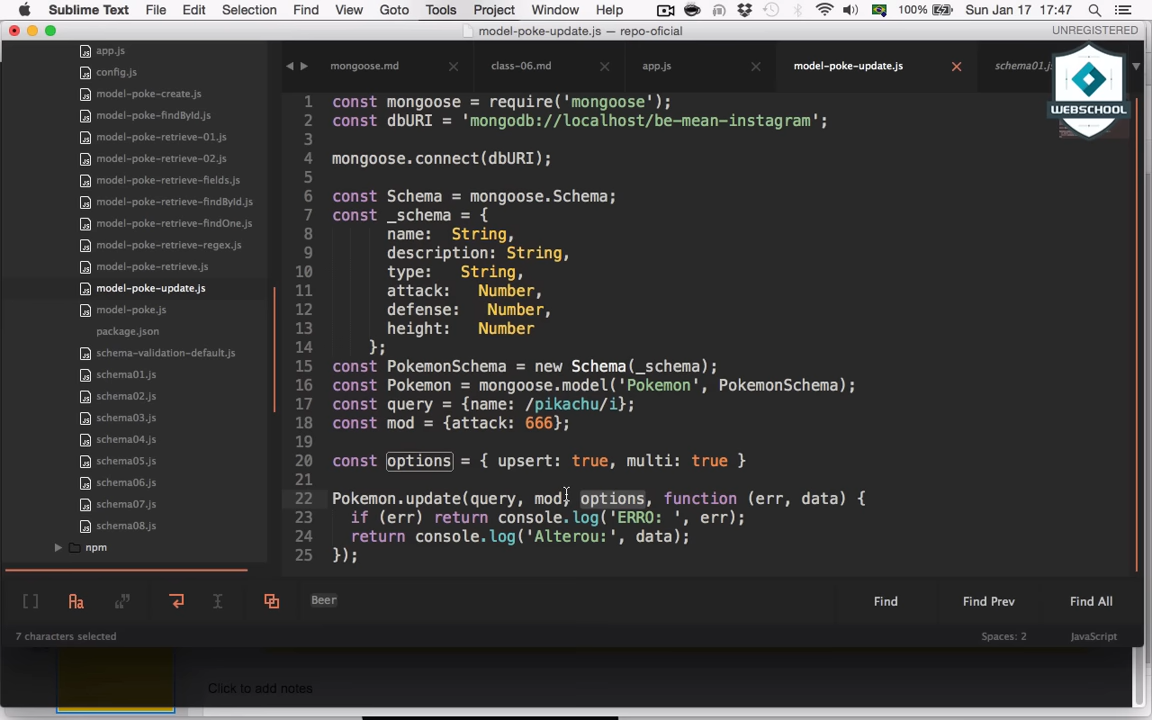 Sublime Text File Edit Selection Find View Goto Tools Project Window Help 100% Sun Jan 17 17:47
model-poke-update.js — repo-oficial UNREGISTERED
mongoose.md class-06.md app.js model-poke-update.js schema01.js
WEBSCHOOL
app.js
config.js
model-poke-create.js
model-poke-findById.js
model-poke-retrieve-01.js
model-poke-retrieve-02.js
model-poke-retrieve-fields.js
model-poke-retrieve-findById.js
model-poke-retrieve-findOne.js
model-poke-retrieve-regex.js
model-poke-retrieve.js
model-poke-update.js
model-poke.js
package.json
schema-validation-default.js
schema01.js
schema02.js
schema03.js
schema04.js
schema05.js
schema06.js
schema07.js
schema08.js
npm
1 const mongoose = require('mongoose');
2 const dbURI = 'mongodb://localhost/be-mean-instagram';
3
4 mongoose.connect(dbURI);
5
6 const Schema = mongoose.Schema;
7 const _schema = {
8 name: String,
9 description: String,
10 type: String,
11 attack: Number,
12 defense: Number,
13 height: Number
14 };
15 const PokemonSchema = new Schema(_schema);
16 const Pokemon = mongoose.model('Pokemon', PokemonSchema);
17 const query = {name: /pikachu/i};
18 const mod = {attack: 666};
19
20 const options = { upsert: true, multi: true }
21
22 Pokemon.update(query, mod, options, function (err, data) {
23 if (err) return console.log('ERRO: ', err);
24 return console.log('Alterou:', data);
25 });
[] Aa “” Beer Find Find Prev Find All
7 characters selected Spaces: 2 JavaScript
Click to add notes